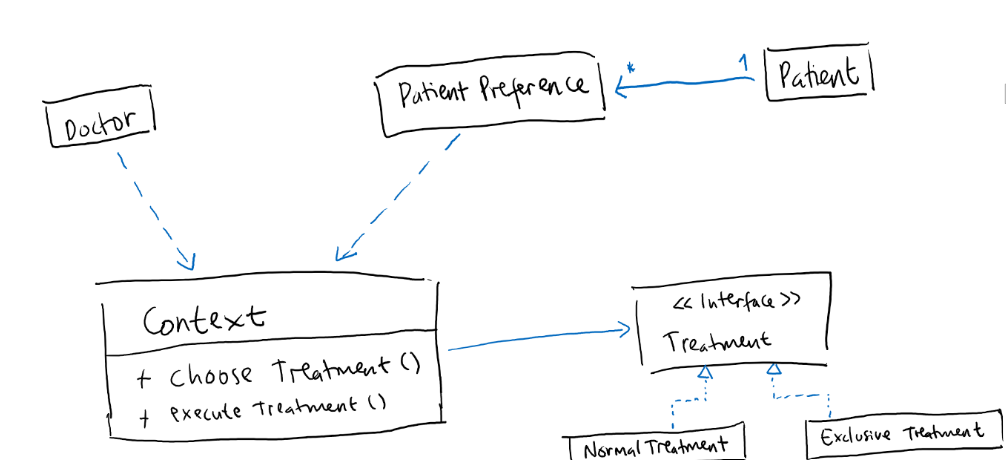 Patient
1
*
Patient Preference
Doctor
Context
+ choose Treatment ()
+ execute Treatment ()
<< Interface >>
Treatment
Normal Treatment
Exclusive Treatment